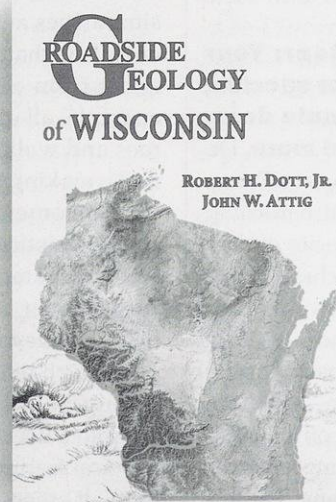 ROADSIDE
GEOLOGY
of WISCONSIN
ROBERT H. DOTT, JR.
JOHN W. ATTIG